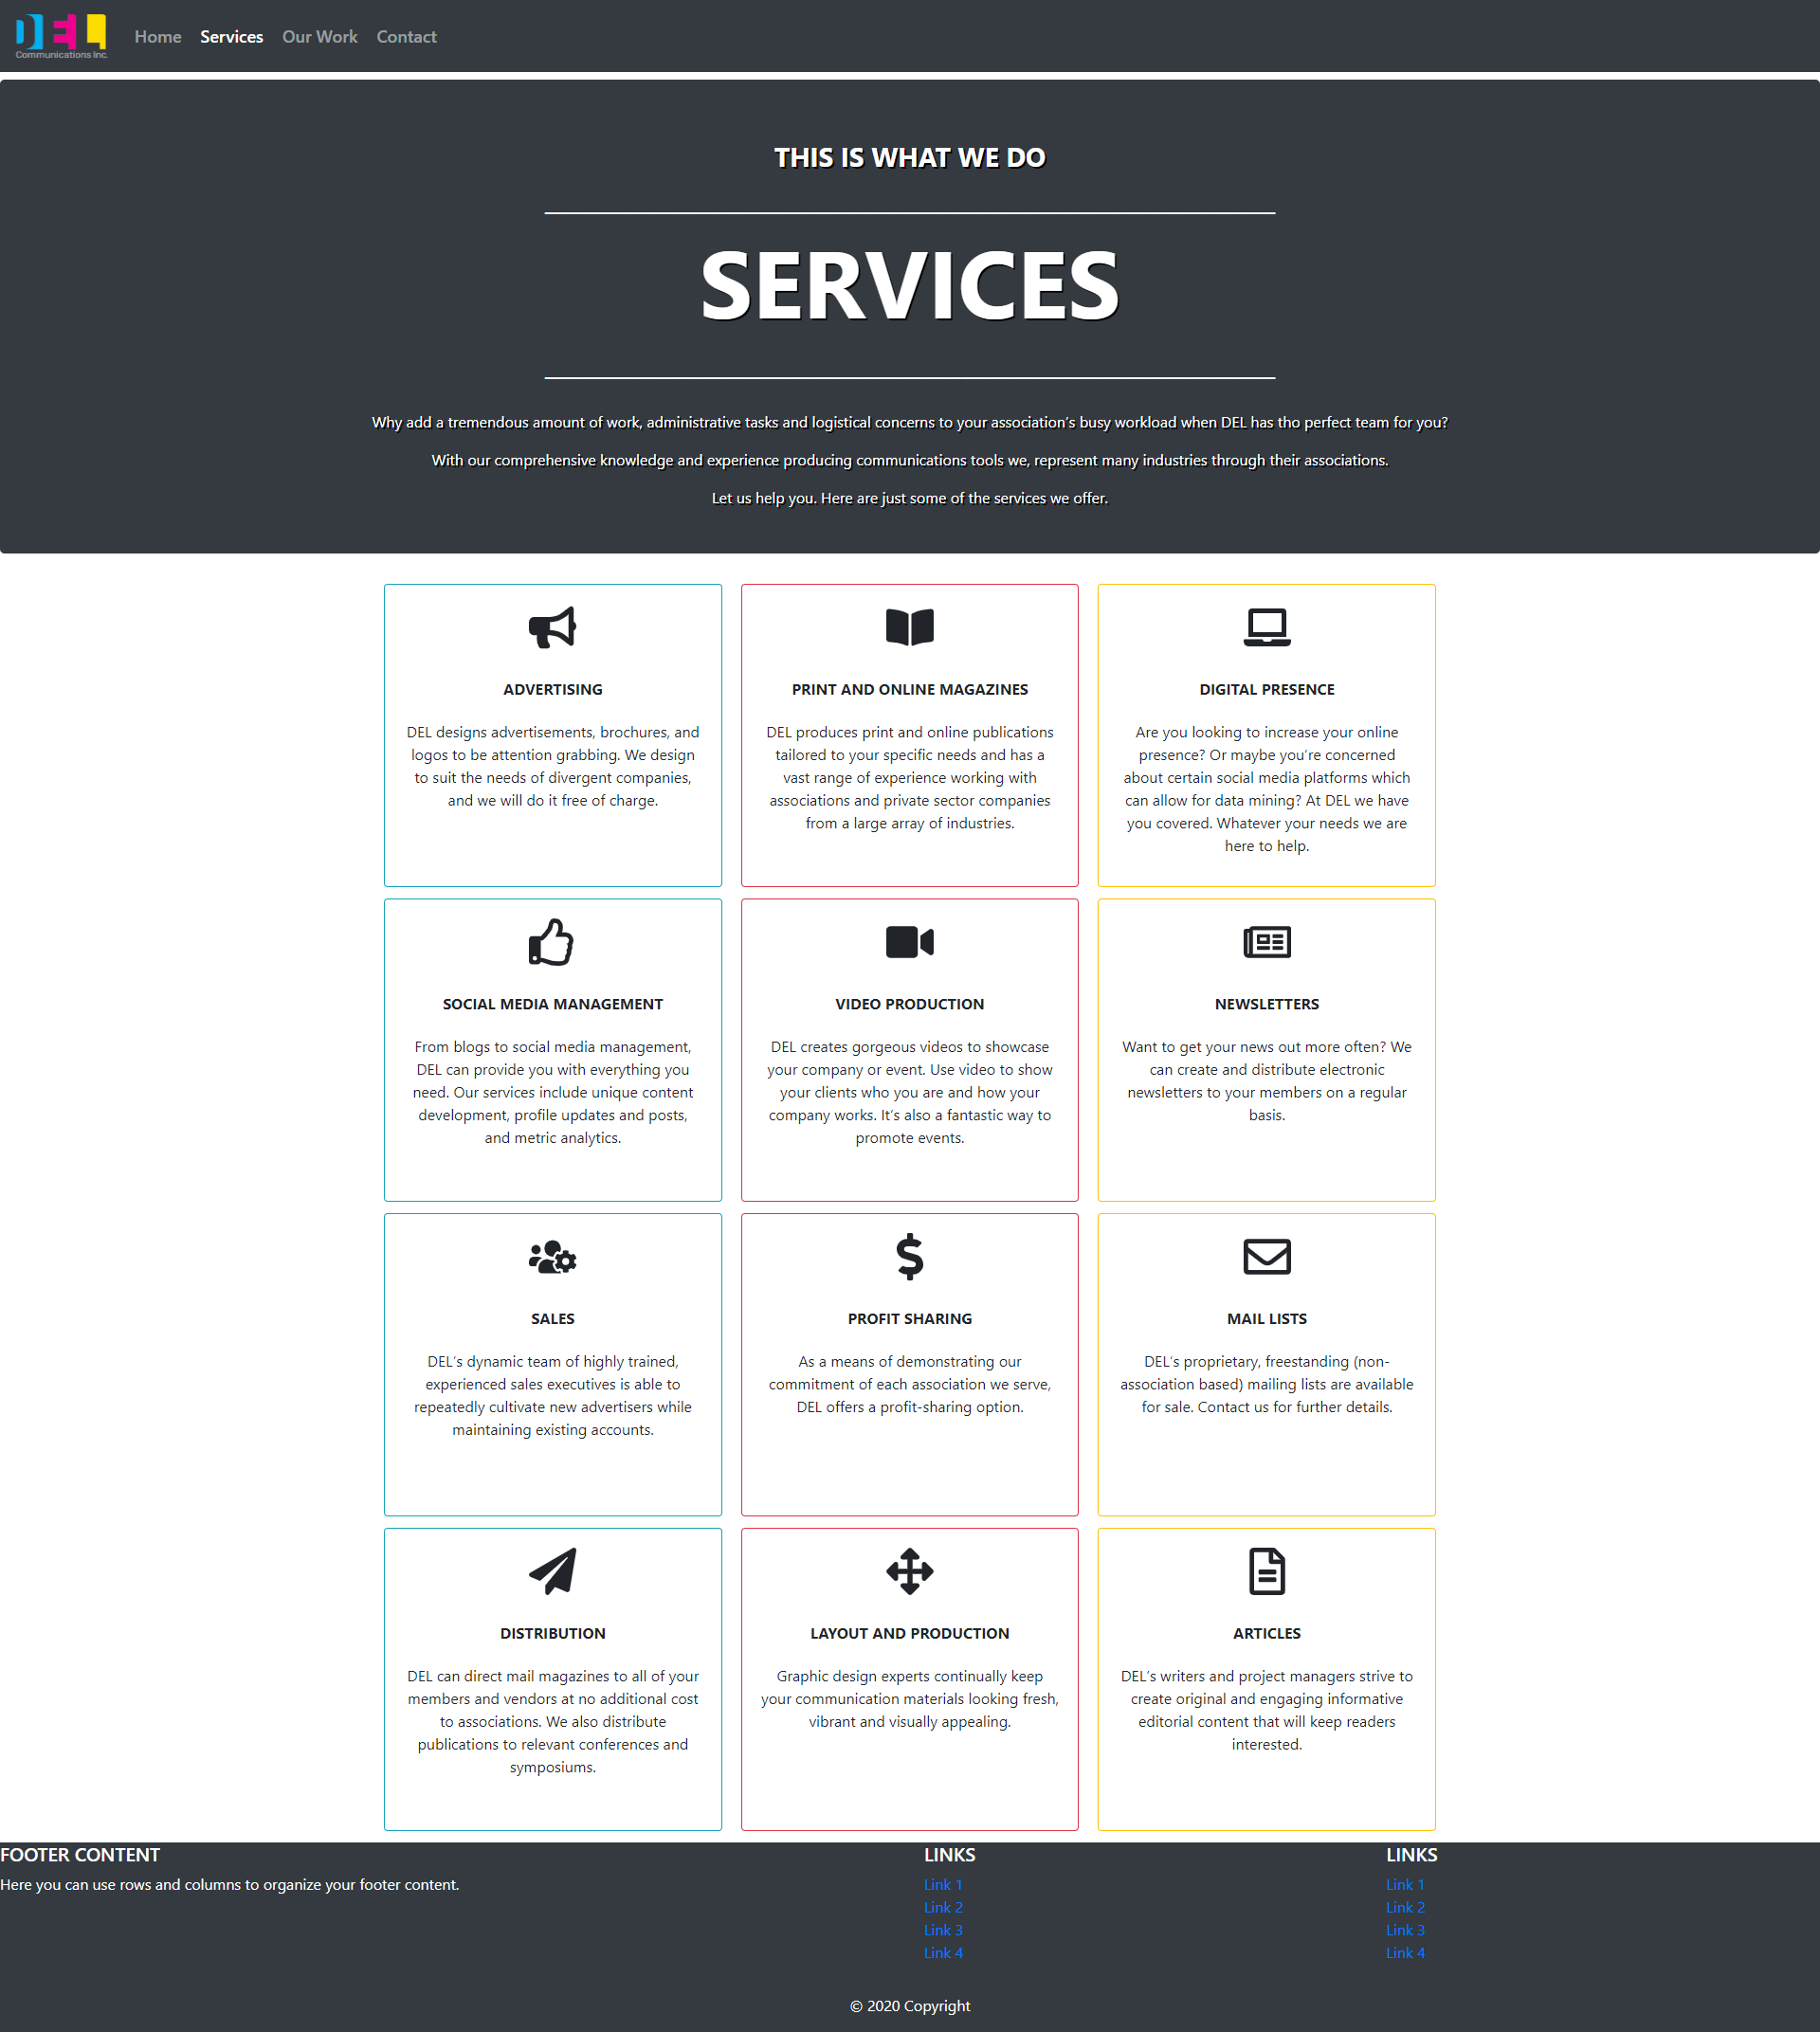 DEL
Communications Inc.
Home
Services
Our Work
Contact
THIS IS WHAT WE DO
SERVICES
Why add a tremendous amount of work, administrative tasks and logistical concerns to your association’s busy workload when DEL has tho perfect team for you?
With our comprehensive knowledge and experience producing communications tools we, represent many industries through their associations.
Let us help you. Here are just some of the services we offer.
ADVERTISING
DEL designs advertisements, brochures, and
logos to be attention grabbing. We design
to suit the needs of divergent companies,
and we will do it free of charge.
PRINT AND ONLINE MAGAZINES
DEL produces print and online publications
tailored to your specific needs and has a
vast range of experience working with
associations and private sector companies
from a large array of industries.
DIGITAL PRESENCE
Are you looking to increase your online
presence? Or maybe you’re concerned
about certain social media platforms which
can allow for data mining? At DEL we have
you covered. Whatever your needs we are
here to help.
SOCIAL MEDIA MANAGEMENT
From blogs to social media management,
DEL can provide you with everything you
need. Our services include unique content
development, profile updates and posts,
and metric analytics.
VIDEO PRODUCTION
DEL creates gorgeous videos to showcase
your company or event. Use video to show
your clients who you are and how your
company works. It’s also a fantastic way to
promote events.
NEWSLETTERS
Want to get your news out more often? We
can create and distribute electronic
newsletters to your members on a regular
basis.
SALES
DEL’s dynamic team of highly trained,
experienced sales executives is able to
repeatedly cultivate new advertisers while
maintaining existing accounts.
PROFIT SHARING
As a means of demonstrating our
commitment of each association we serve,
DEL offers a profit-sharing option.
MAIL LISTS
DEL’s proprietary, freestanding (non-
association based) mailing lists are available
for sale. Contact us for further details.
DISTRIBUTION
DEL can direct mail magazines to all of your
members and vendors at no additional cost
to associations. We also distribute
publications to relevant conferences and
symposiums.
LAYOUT AND PRODUCTION
Graphic design experts continually keep
your communication materials looking fresh,
vibrant and visually appealing.
ARTICLES
DEL’s writers and project managers strive to
create original and engaging informative
editorial content that will keep readers
interested.
FOOTER CONTENT
Here you can use rows and columns to organize your footer content.
LINKS
Link 1
Link 2
Link 3
Link 4
LINKS
Link 1
Link 2
Link 3
Link 4
© 2020 Copyright